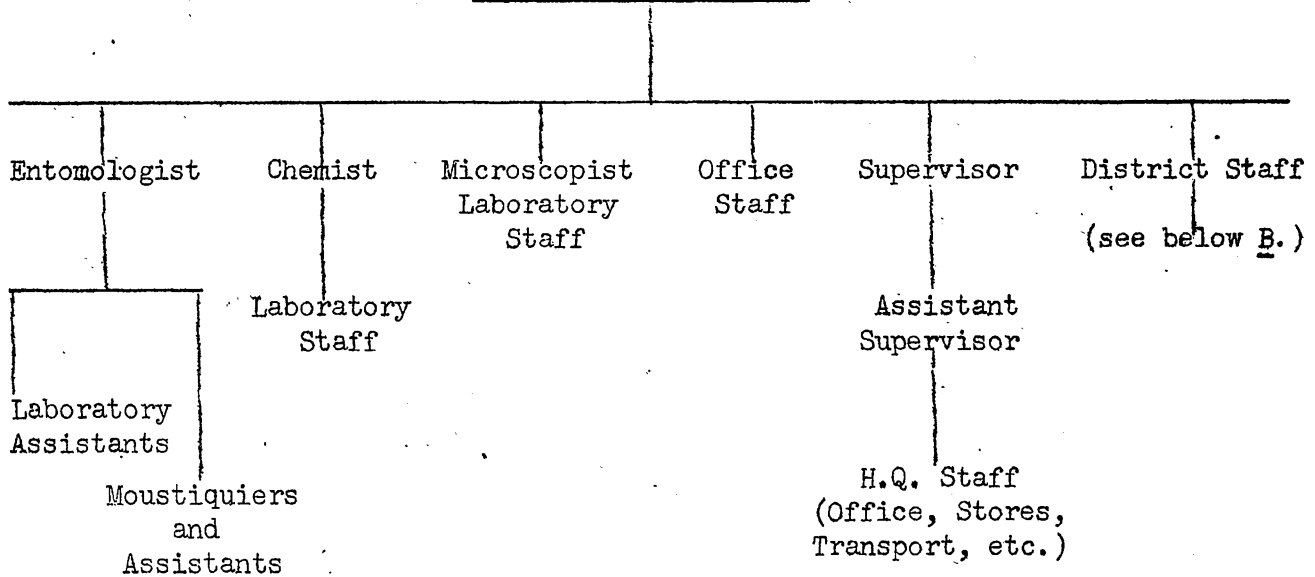 Entomologist Chemist Microscopist Office Supervisor District Staff
Laboratory Staff
Staff (see below B.)
Laboratory Assistant
Staff Supervisor
Laboratory
Assistants
H.Q. Staff
Moustiquiers (Office, Stores,
and Transport, etc.)
Assistants